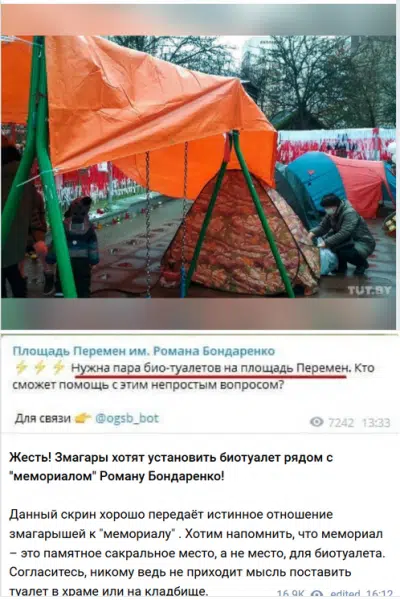 TUT.BY
Площадь Перемен им. Романа Бондаренко
⚡⚡⚡ Нужна пара био-туалетов на площадь Перемен. Кто
сможет помощь с этим непростым вопросом?
Для связи 👉 @ogsb_bot
7242 13:33
Жесть! Змагары хотят установить биотуалет рядом с
"мемориалом" Роману Бондаренко!
Данный скрин хорошо передаёт истинное отношение
змагарышей к "мемориалу" . Хотим напомнить, что мемориал
– это памятное сакральное место, а не место, для биотуалета.
Согласитесь, никому ведь не приходит мысль поставить
туалет в храме или на кладбище.
16.9K edited 16:12